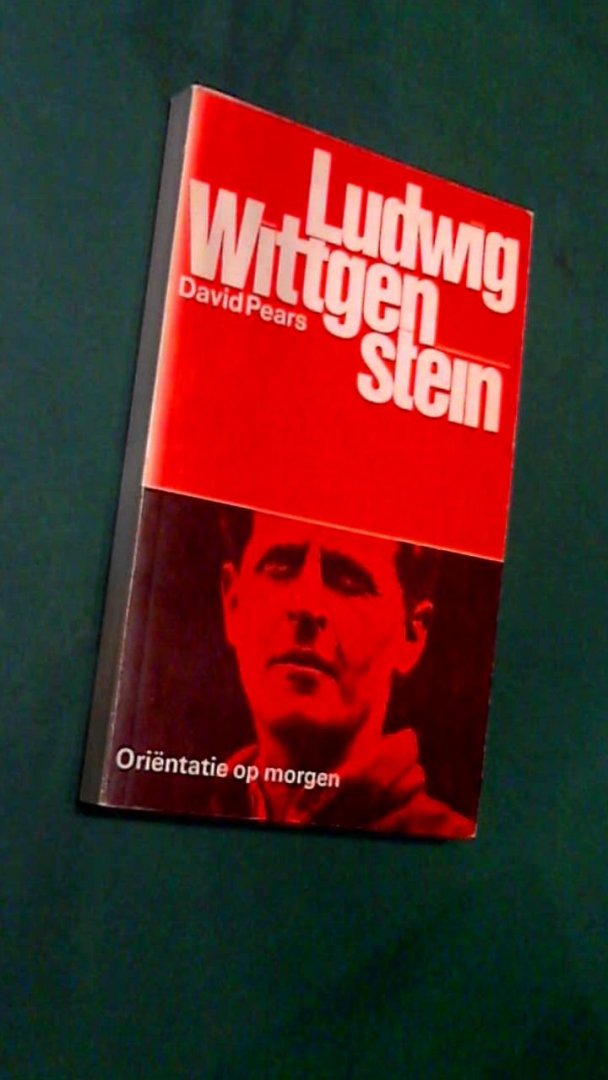 Ludwig
Wittgen
stein
David Pears
Oriëntatie op morgen